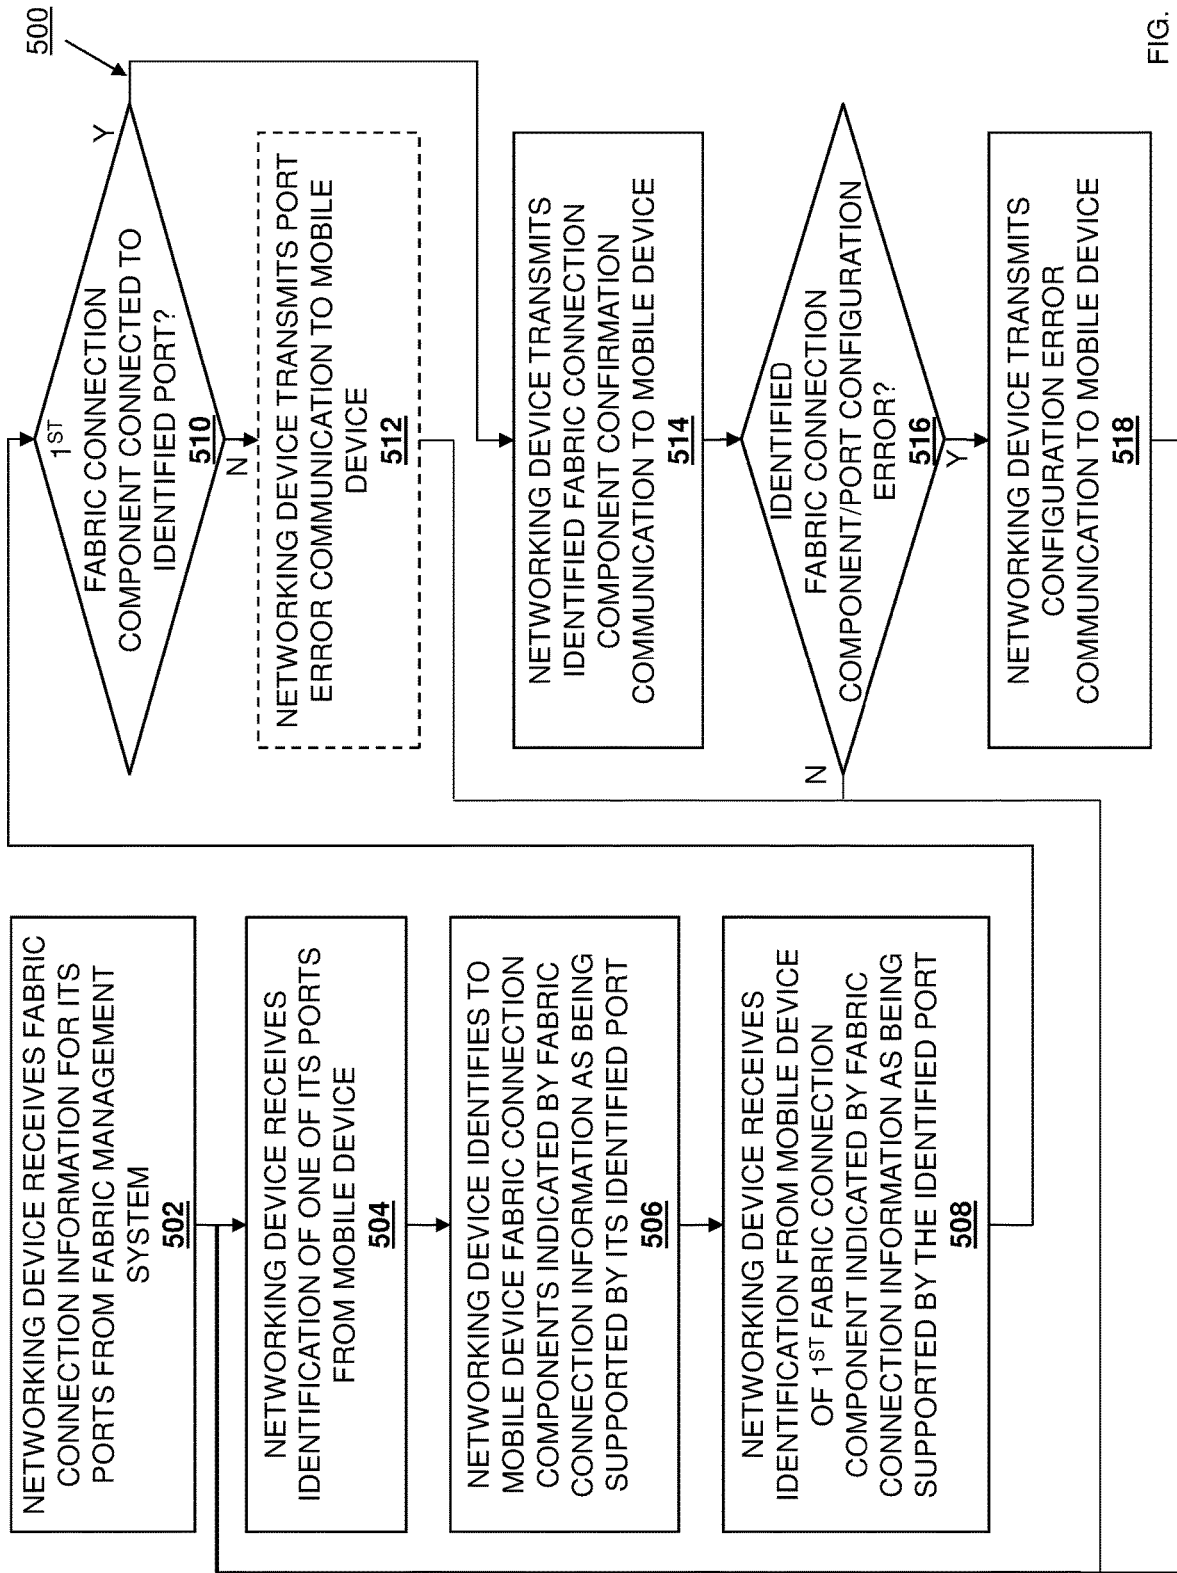 NETWORKING DEVICE RECEIVES FABRIC
CONNECTION INFORMATION FOR ITS
PORTS FROM FABRIC MANAGEMENT
SYSTEM
502
NETWORKING DEVICE RECEIVES
IDENTIFICATION OF ONE OF ITS PORTS
FROM MOBILE DEVICE
504
NETWORKING DEVICE IDENTIFIES TO
MOBILE DEVICE FABRIC CONNECTION
COMPONENTS INDICATED BY FABRIC
CONNECTION INFORMATION AS BEING
SUPPORTED BY ITS IDENTIFIED PORT
506
NETWORKING DEVICE RECEIVES
IDENTIFICATION FROM MOBILE DEVICE
OF 1ST FABRIC CONNECTION
COMPONENT INDICATED BY FABRIC
CONNECTION INFORMATION AS BEING
SUPPORTED BY THE IDENTIFIED PORT
508
500
1ST
FABRIC CONNECTION
COMPONENT CONNECTED TO
IDENTIFIED PORT?
510
Y
N
NETWORKING DEVICE TRANSMITS PORT
ERROR COMMUNICATION TO MOBILE
DEVICE
512
NETWORKING DEVICE TRANSMITS
IDENTIFIED FABRIC CONNECTION
COMPONENT CONFIRMATION
COMMUNICATION TO MOBILE DEVICE
514
IDENTIFIED
FABRIC CONNECTION
COMPONENT/PORT CONFIGURATION
ERROR?
516
N
Y
NETWORKING DEVICE TRANSMITS
CONFIGURATION ERROR
COMMUNICATION TO MOBILE DEVICE
518
FIG.